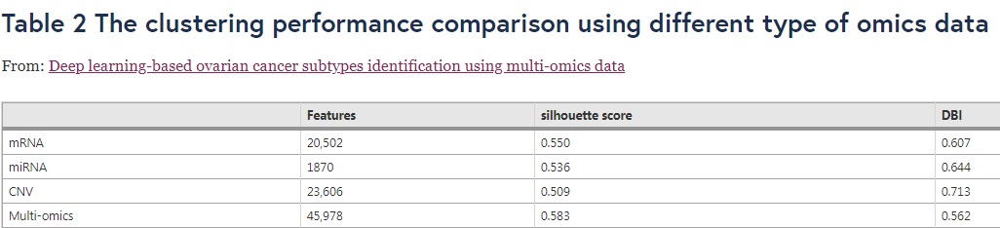 Table 2 The clustering performance comparison using different type of omics data
From: Deep learning-based ovarian cancer subtypes identification using multi-omics data
Features silhouette score DBI
mRNA 20,502 0.550 0.607
miRNA 1870 0.536 0.644
CNV 23,606 0.509 0.713
Multi-omics 45,978 0.583 0.562